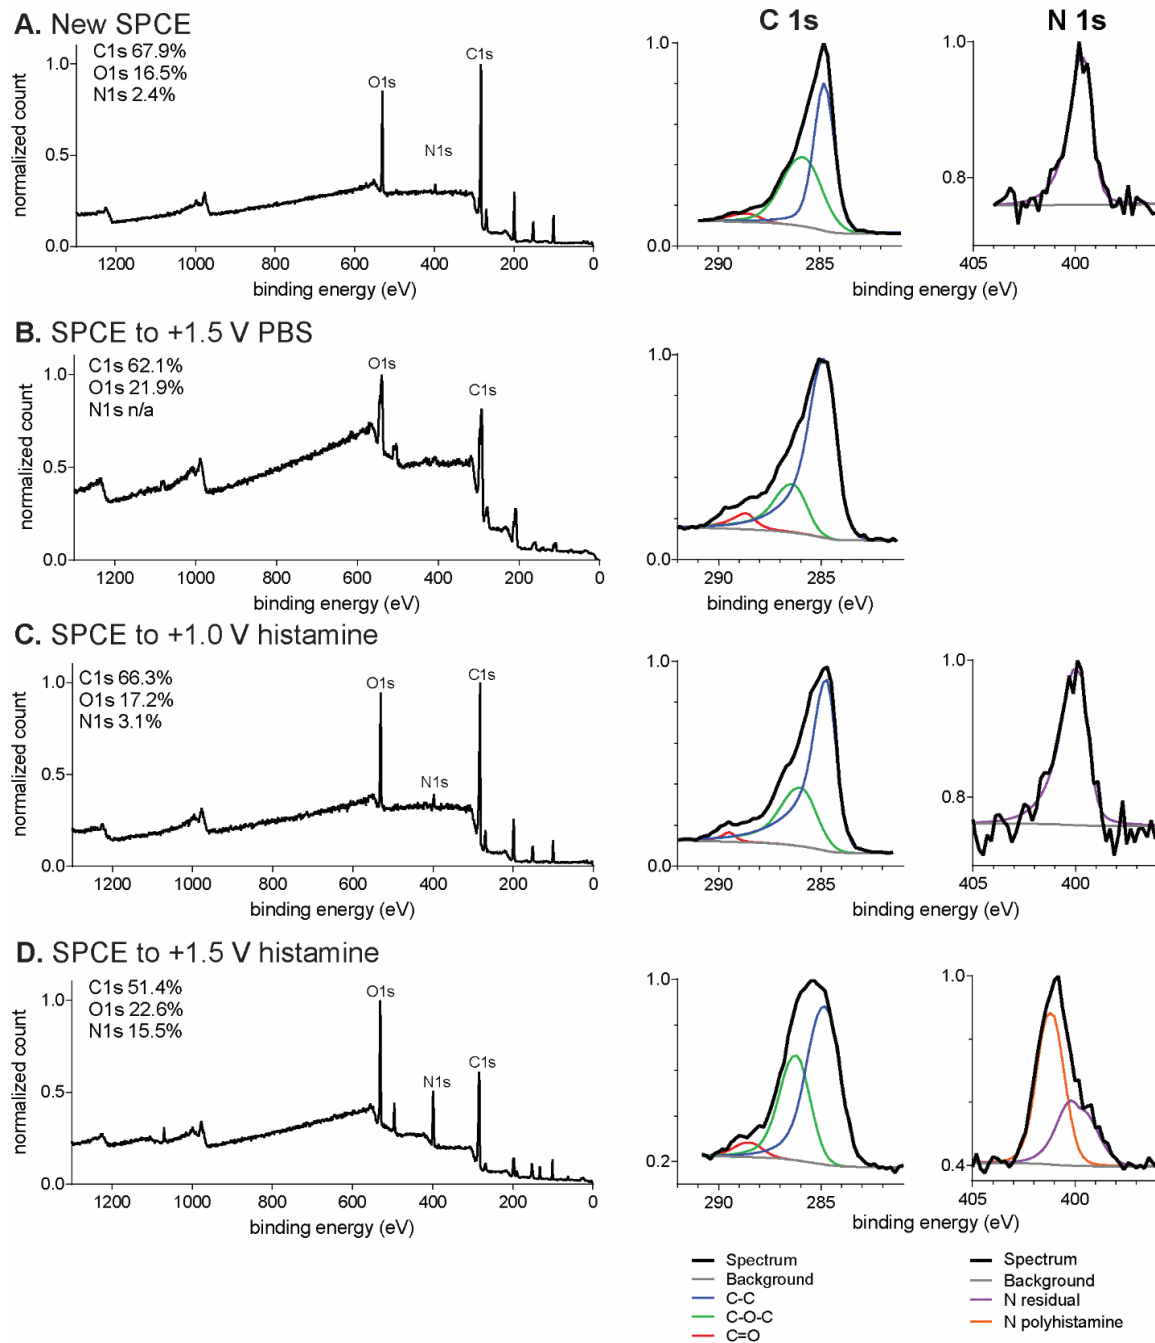 A. New SPCE
C 1s
N 1s
C1s 67.9%
O1s 16.5%
N1s 2.4%
O1s
N1s
C1s
normalized count
1.0
0.5
0.0
1200 1000 800 600 400 200 0
binding energy (eV)
1.0
0.0
290 285
binding energy (eV)
1.0
0.8
405 400
binding energy (eV)
B. SPCE to +1.5 V PBS
C1s 62.1%
O1s 21.9%
N1s n/a
O1s
C1s
normalized count
1.0
0.5
0.0
1200 1000 800 600 400 200 0
binding energy (eV)
1.0
0.0
290 285
binding energy (eV)
C. SPCE to +1.0 V histamine
C1s 66.3%
O1s 17.2%
N1s 3.1%
O1s
N1s
C1s
normalized count
1.0
0.5
0.0
1200 1000 800 600 400 200 0
binding energy (eV)
1.0
0.0
290 285
binding energy (eV)
1.0
0.8
405 400
binding energy (eV)
D. SPCE to +1.5 V histamine
C1s 51.4%
O1s 22.6%
N1s 15.5%
O1s
N1s
C1s
normalized count
1.0
0.5
0.0
1200 1000 800 600 400 200 0
binding energy (eV)
1.0
0.2
290 285
binding energy (eV)
1.0
0.4
405 400
binding energy (eV)
Spectrum
Background
C-C
C-O-C
C=O
Spectrum
Background
N residual
N polyhistamine